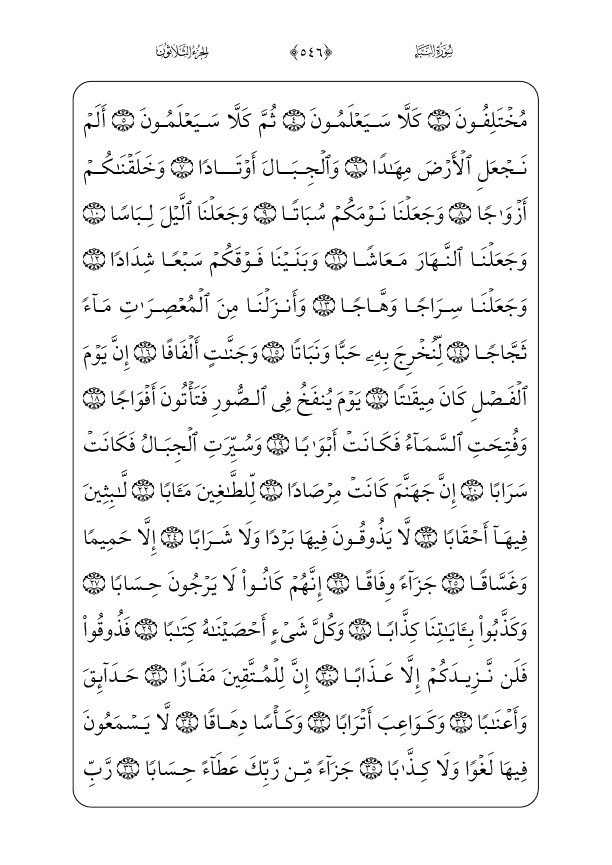 سُورَةُ النَّبَإِ ﴿٥٤٦﴾ الجُزْءُ الثَّلَاثُونَ
مُخۡتَلِفُونَ ٣ كَلَّا سَيَعۡلَمُونَ ٤ ثُمَّ كَلَّا سَيَعۡلَمُونَ ٥ أَلَمۡ
نَجۡعَلِ ٱلۡأَرۡضَ مِهَٰدٗا ٦ وَٱلۡجِبَالَ أَوۡتَادٗا ٧ وَخَلَقۡنَٰكُمۡ
أَزۡوَٰجٗا ٨ وَجَعَلۡنَا نَوۡمَكُمۡ سُبَاتٗا ٩ وَجَعَلۡنَا ٱلَّيۡلَ لِبَاسٗا ١٠
وَجَعَلۡنَا ٱلنَّهَارَ مَعَاشٗا ١١ وَبَنَيۡنَا فَوۡقَكُمۡ سَبۡعٗا شِدَادٗا ١٢
وَجَعَلۡنَا سِرَاجٗا وَهَّاجٗا ١٣ وَأَنزَلۡنَا مِنَ ٱلۡمُعۡصِرَٰتِ مَآءٗ
ثَجَّاجٗا ١٤ لِّنُخۡرِجَ بِهِۦ حَبّٗا وَنَبَاتٗا ١٥ وَجَنَّٰتٍ أَلۡفَافًا ١٦ إِنَّ يَوۡمَ
ٱلۡفَصۡلِ كَانَ مِيقَٰتٗا ١٧ يَوۡمَ يُنفَخُ فِي ٱلصُّورِ فَتَأۡتُونَ أَفۡوَاجٗا ١٨
وَفُتِحَتِ ٱلسَّمَآءُ فَكَانَتۡ أَبۡوَٰبٗا ١٩ وَسُيِّرَتِ ٱلۡجِبَالُ فَكَانَتۡ
سَرَابًا ٢٠ إِنَّ جَهَنَّمَ كَانَتۡ مِرۡصَادٗا ٢١ لِّلطَّٰغِينَ مَـَٔابٗا ٢٢ لَّٰبِثِينَ
فِيهَآ أَحۡقَابٗا ٢٣ لَّا يَذُوقُونَ فِيهَا بَرۡدٗا وَلَا شَرَابًا ٢٤ إِلَّا حَمِيمٗا
وَغَسَّاقٗا ٢٥ جَزَآءٗ وِفَاقًا ٢٦ إِنَّهُمۡ كَانُواْ لَا يَرۡجُونَ حِسَابٗا ٢٧
وَكَذَّبُواْ بِـَٔايَٰتِنَا كِذَّابٗا ٢٨ وَكُلَّ شَيۡءٍ أَحۡصَيۡنَٰهُ كِتَٰبٗا ٢٩ فَذُوقُواْ
فَلَن نَّزِيدَكُمۡ إِلَّا عَذَابًا ٣٠ إِنَّ لِلۡمُتَّقِينَ مَفَازًا ٣١ حَدَآئِقَ
وَأَعۡنَٰبٗا ٣٢ وَكَوَاعِبَ أَتۡرَابٗا ٣٣ وَكَأۡسٗا دِهَاقٗا ٣٤ لَّا يَسۡمَعُونَ
فِيهَا لَغۡوٗا وَلَا كِذَّٰبٗا ٣٥ جَزَآءٗ مِّن رَّبِّكَ عَطَآءً حِسَابٗا ٣٦ رَّبِّ